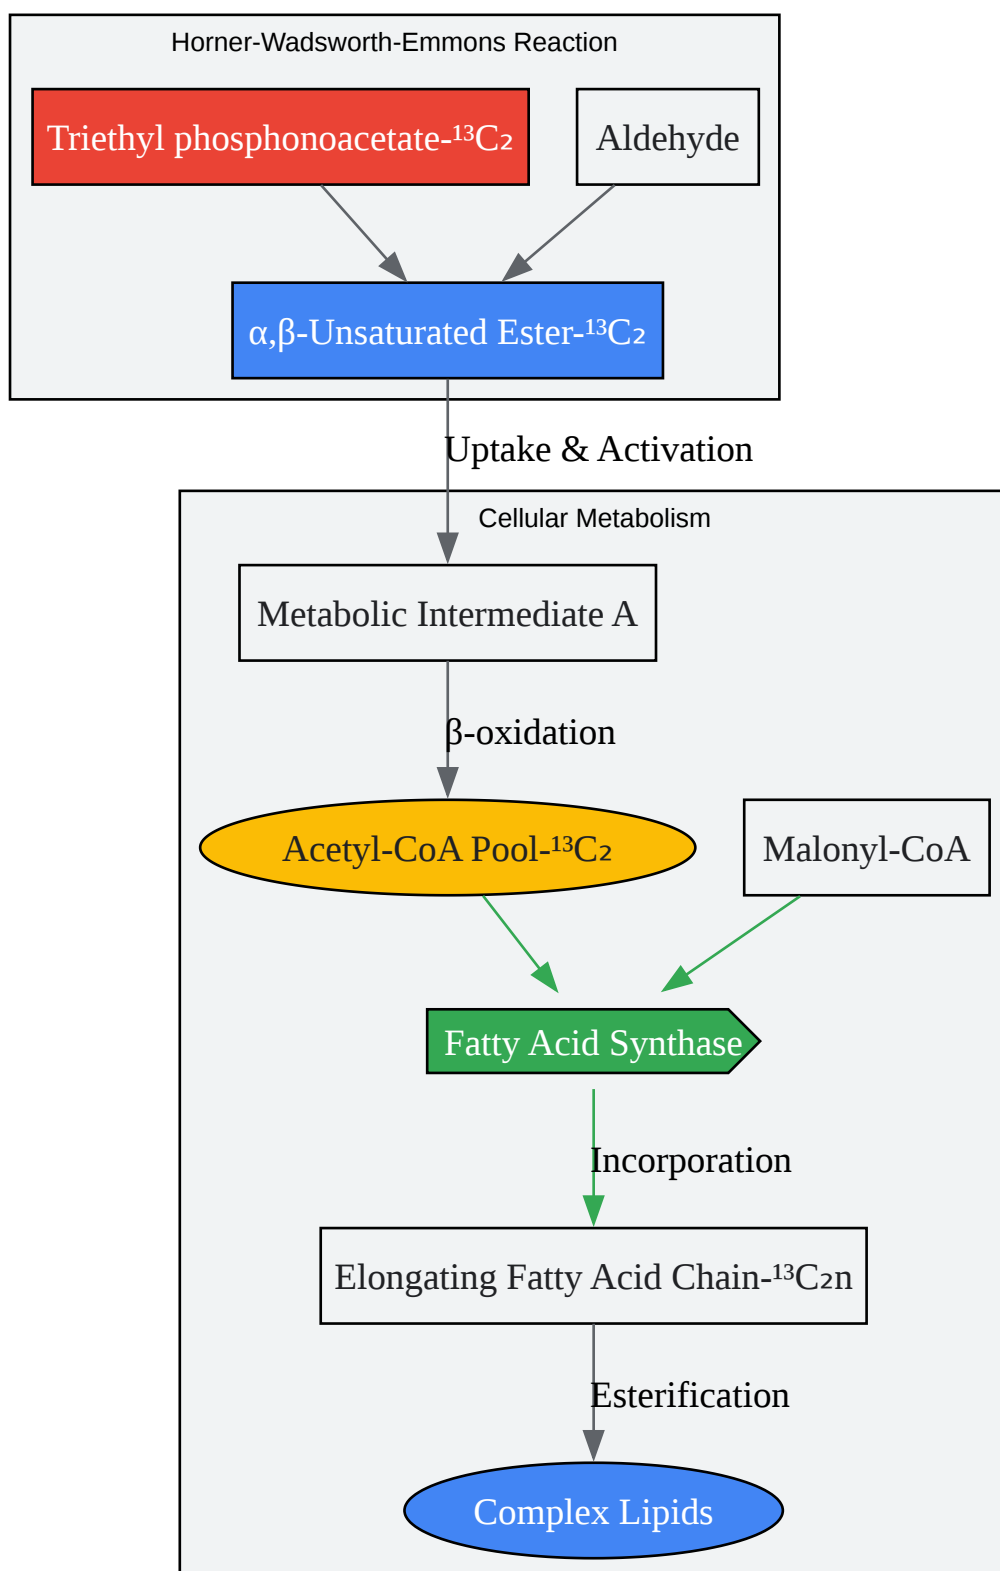 Horner-Wadsworth-Emmons Reaction
Triethyl phosphonoacetate-¹³C₂
Aldehyde
α,β-Unsaturated Ester-¹³C₂
Uptake & Activation
Cellular Metabolism
Metabolic Intermediate A
β-oxidation
Acetyl-CoA Pool-¹³C₂
Malonyl-CoA
Fatty Acid Synthase
Incorporation
Elongating Fatty Acid Chain-¹³C₂n
Esterification
Complex Lipids